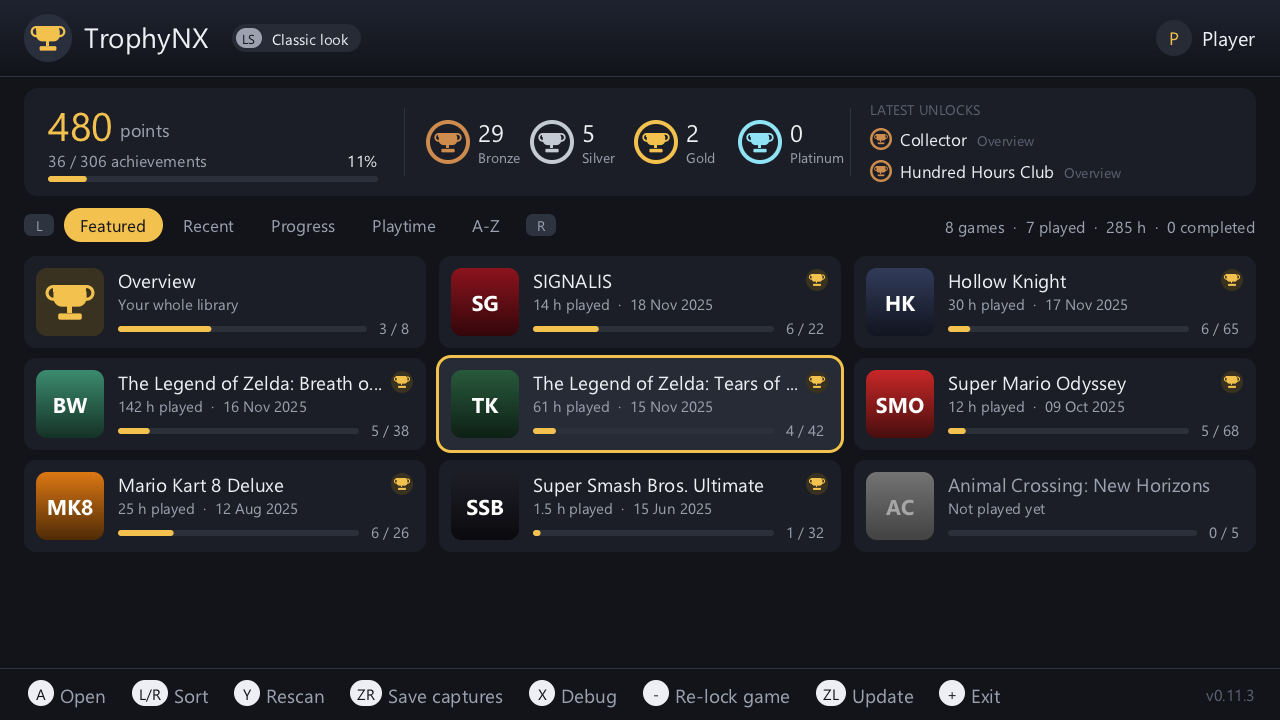 TrophyNX
LS Classic look
P Player
480 points
36 / 306 achievements 11%
29 Bronze
5 Silver
2 Gold
0 Platinum
LATEST UNLOCKS
Collector Overview
Hundred Hours Club Overview
L Featured Recent Progress Playtime A-Z R
8 games · 7 played · 285 h · 0 completed
Overview
Your whole library
3 / 8
SG
SIGNALIS
14 h played · 18 Nov 2025
6 / 22
HK
Hollow Knight
30 h played · 17 Nov 2025
6 / 65
BW
The Legend of Zelda: Breath o...
142 h played · 16 Nov 2025
5 / 38
TK
The Legend of Zelda: Tears of ...
61 h played · 15 Nov 2025
4 / 42
SMO
Super Mario Odyssey
12 h played · 09 Oct 2025
5 / 68
MK8
Mario Kart 8 Deluxe
25 h played · 12 Aug 2025
6 / 26
SSB
Super Smash Bros. Ultimate
1.5 h played · 15 Jun 2025
1 / 32
AC
Animal Crossing: New Horizons
Not played yet
0 / 5
A Open L/R Sort Y Rescan ZR Save captures X Debug - Re-lock game ZL Update + Exit v0.11.3